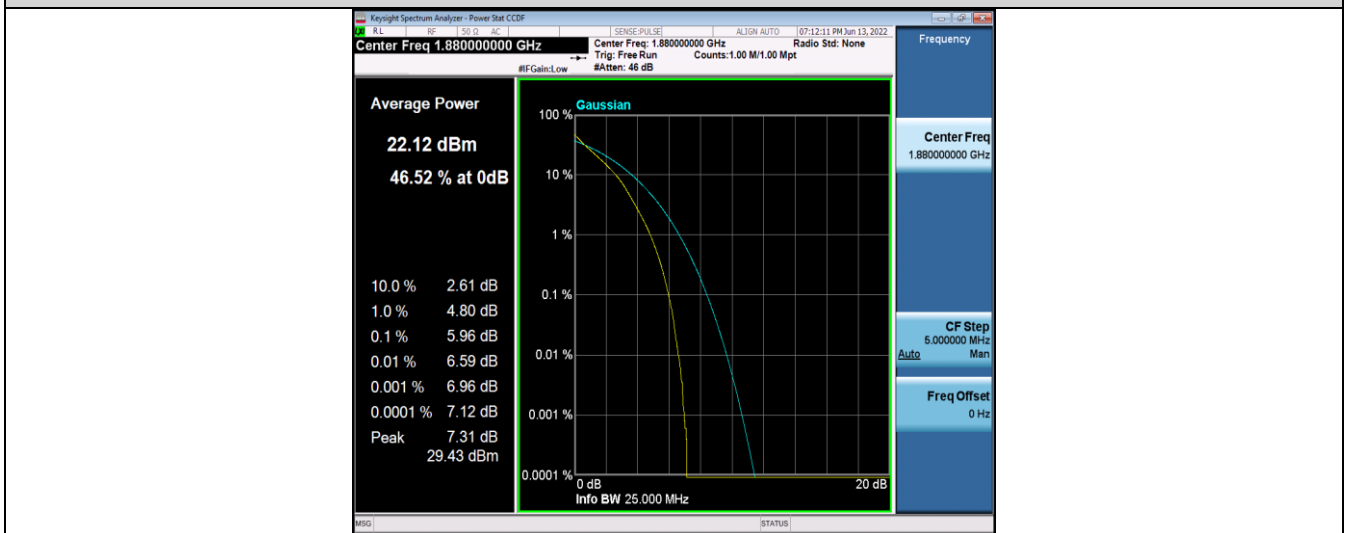 Keysight Spectrum Analyzer - Power Stat CCDF
RL RF 50 Ω AC SENSE:PULSE ALIGN AUTO 07:12:11 PM Jun 13, 2022
Center Freq 1.880000000 GHz
Center Freq: 1.880000000 GHz Radio Std: None
Trig: Free Run Counts:1.00 M/1.00 Mpt
#IFGain:Low #Atten: 46 dB
Frequency
Average Power
22.12 dBm
46.52 % at 0dB
10.0 % 2.61 dB
1.0 % 4.80 dB
0.1 % 5.96 dB
0.01 % 6.59 dB
0.001 % 6.96 dB
0.0001 % 7.12 dB
Peak 7.31 dB
29.43 dBm
Gaussian
100 %
10 %
1 %
0.1 %
0.01 %
0.001 %
0.0001 %
0 dB 20 dB
Info BW 25.000 MHz
Center Freq
1.880000000 GHz
CF Step
5.000000 MHz
Auto Man
Freq Offset
0 Hz
MSG STATUS